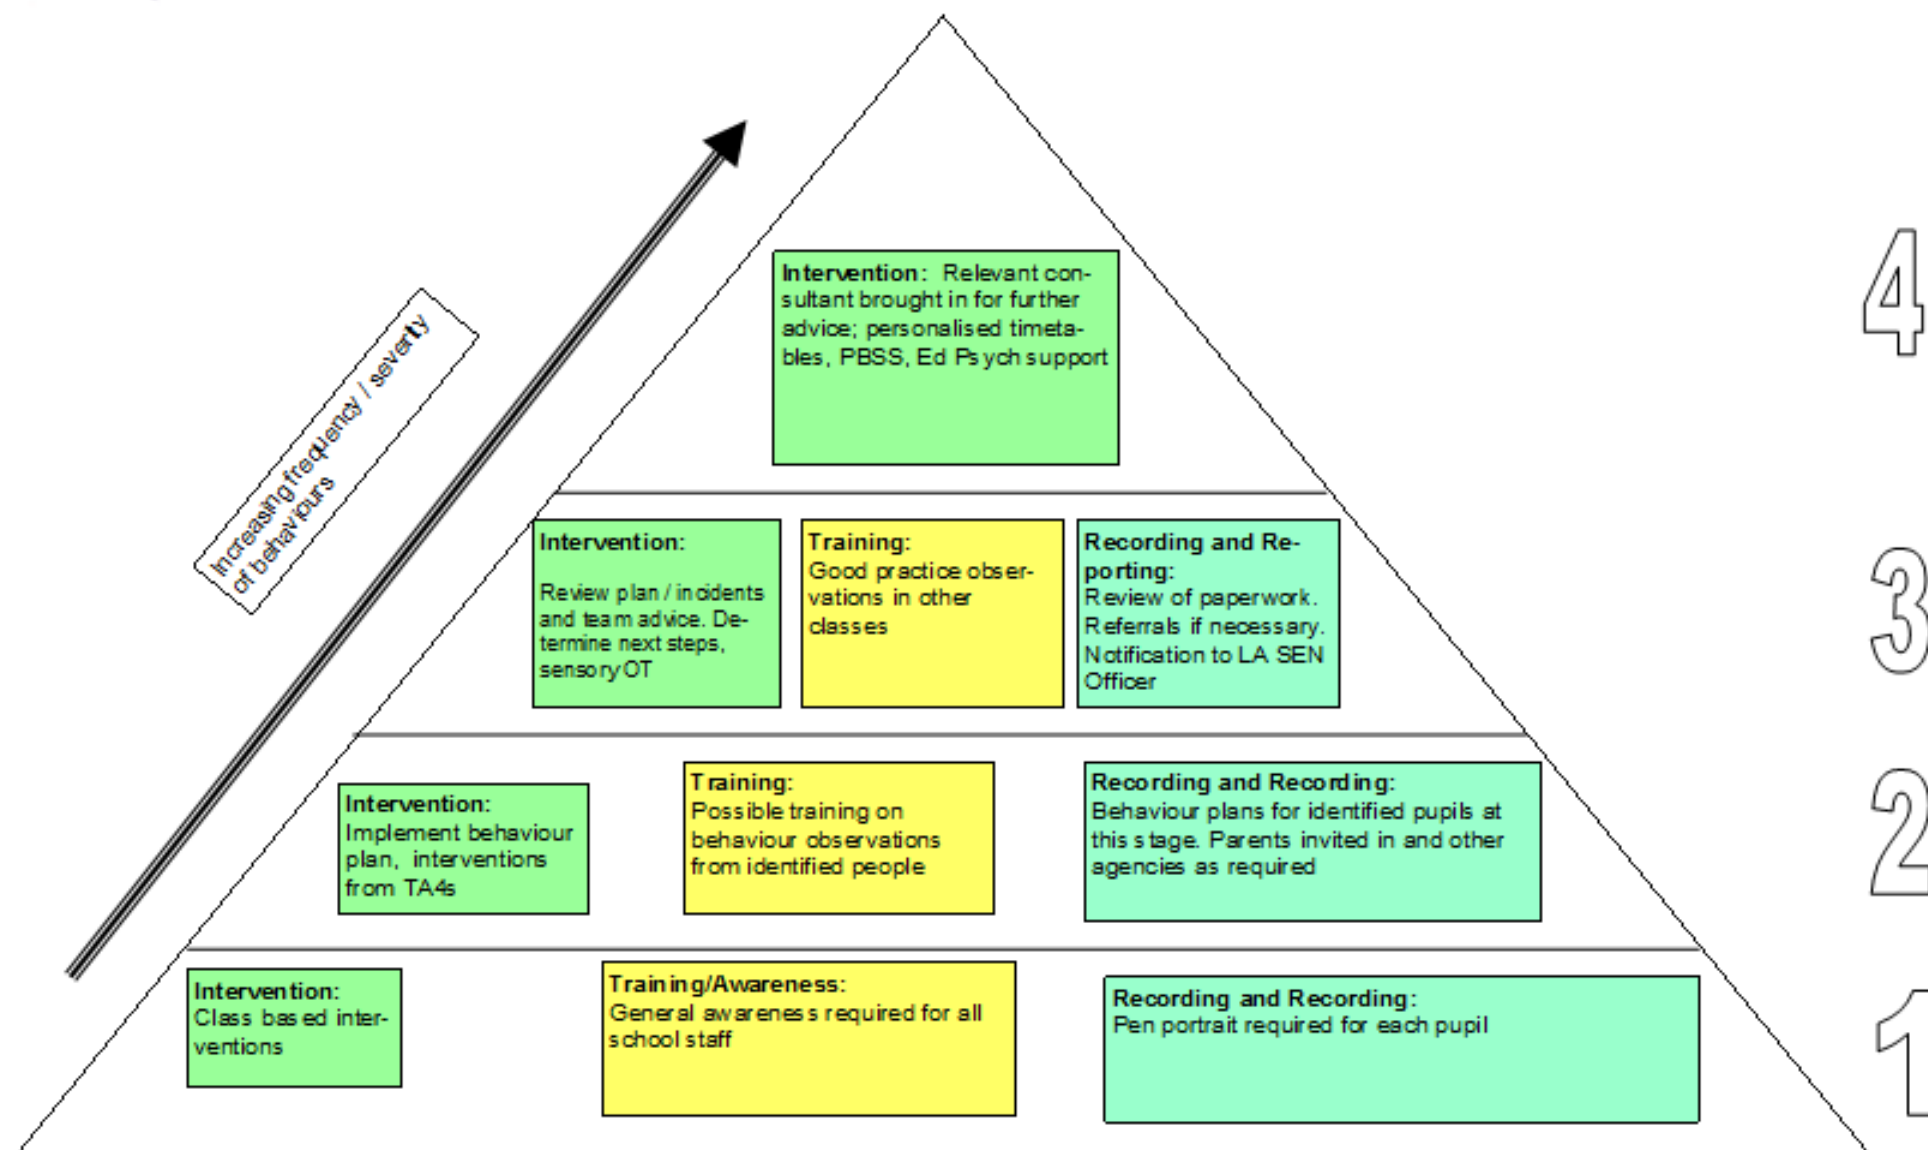 Increasing frequency / severity
of behaviours
4
Intervention: Relevant con-
sultant brought in for further
advice; personalised timeta-
bles, PBSS, Ed Psych support
3
Intervention:
Review plan / incidents
and team advice. De-
termine next steps,
sensory OT
Training:
Good practice obser-
vations in other
classes
Recording and Re-
porting:
Review of paperwork.
Referrals if necessary.
Notification to LA SEN
Officer
2
Intervention:
Implement behaviour
plan, interventions
from TA4s
Training:
Possible training on
behaviour observations
from identified people
Recording and Recording:
Behaviour plans for identified pupils at
this stage. Parents invited in and other
agencies as required
1
Intervention:
Class based inter-
ventions
Training/Awareness:
General awareness required for all
school staff
Recording and Recording:
Pen portrait required for each pupil